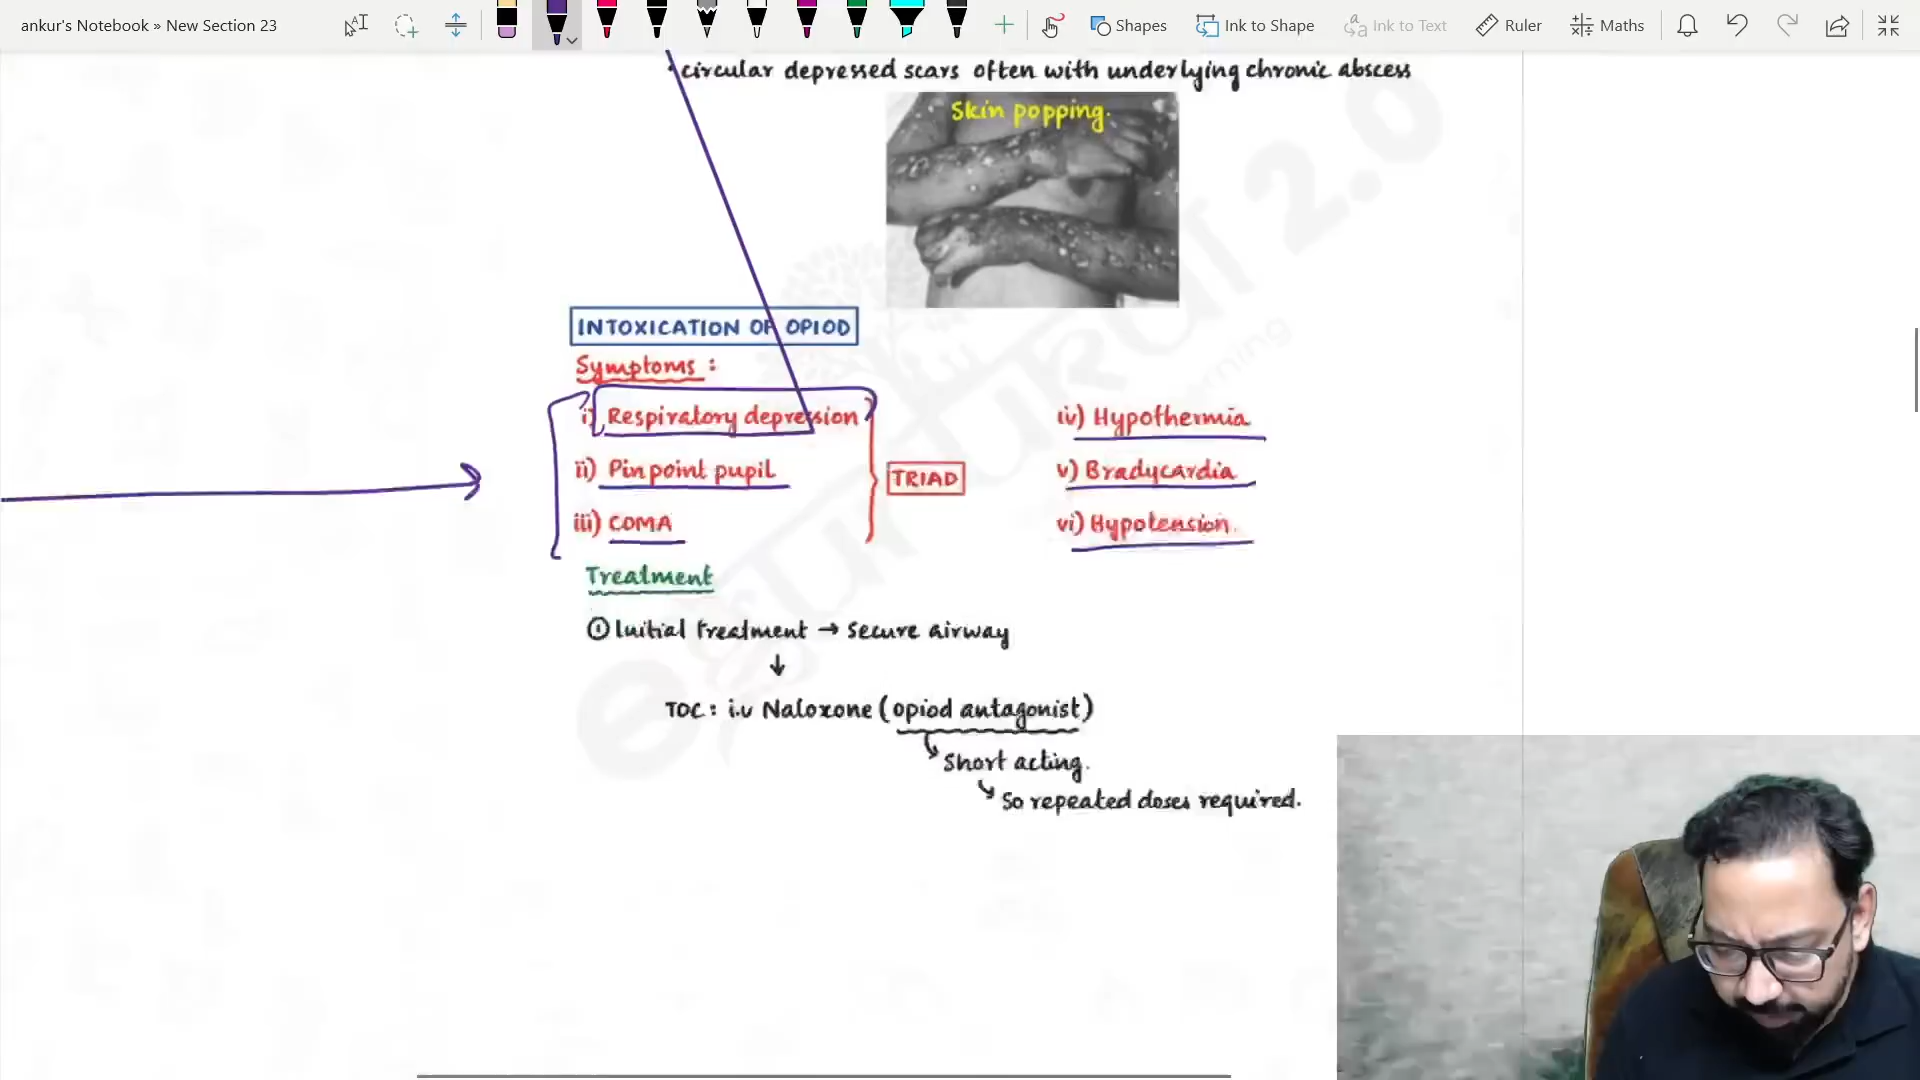 ankur's Notebook » New Section 23
Shapes
Ink to Shape
Ink to Text
Ruler
Maths
• circular depressed scars often with underlying chronic abscess
Skin popping.
INTOXICATION OF OPIOD
Symptoms :
i) Respiratory depression
ii) Pin point pupil
iii) COMA
TRIAD
iv) Hypothermia
v) Bradycardia
vi) Hypotension.
Treatment
① Initial treatment → Secure airway
↓
TOC: i.v Naloxone (opiod antagonist)
Short acting.
So repeated doses required.
2.0